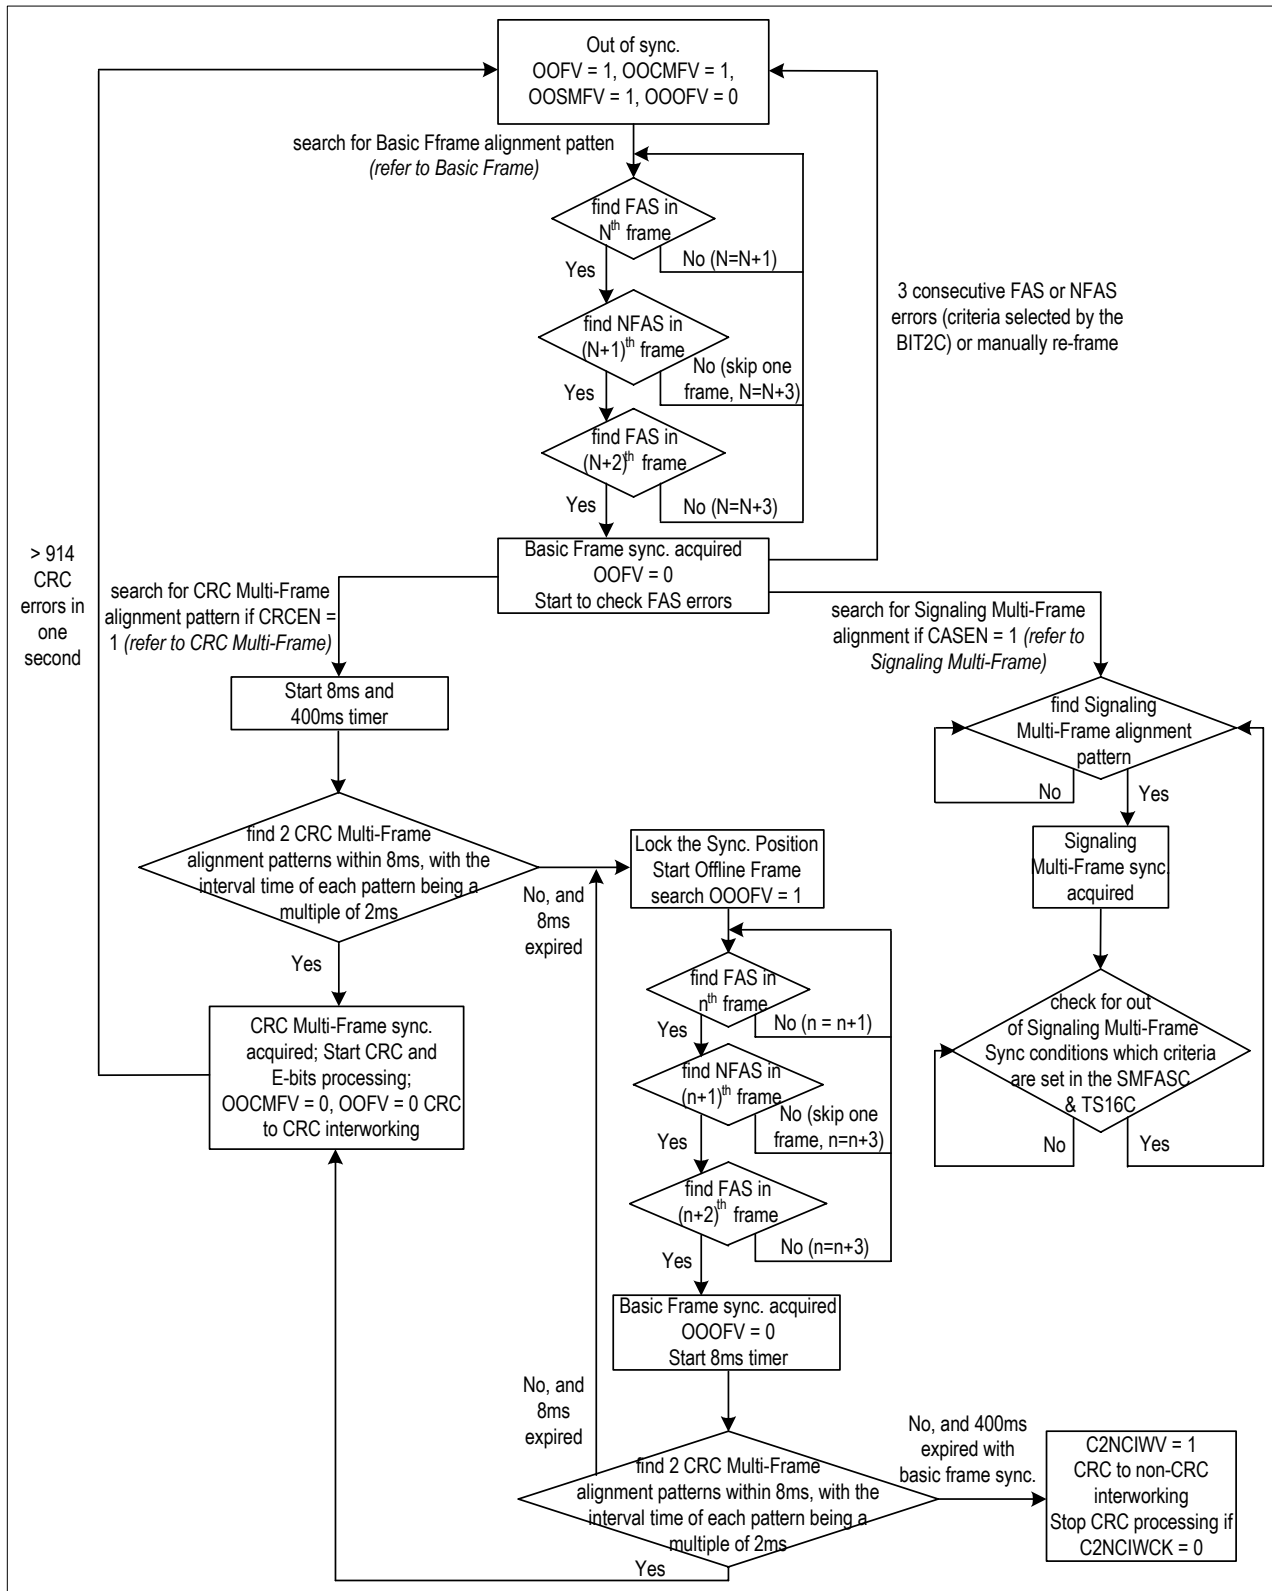 Out of sync.
OOFV = 1, OOCMFV = 1,
OOSMFV = 1, OOOFV = 0
search for Basic Fframe alignment patten
(refer to Basic Frame)
find FAS in
Nth frame
No (N=N+1)
Yes
find NFAS in
(N+1)th frame
No (skip one
frame, N=N+3)
Yes
find FAS in
(N+2)th frame
No (N=N+3)
Yes
3 consecutive FAS or NFAS
errors (criteria selected by the
BIT2C) or manually re-frame
Basic Frame sync. acquired
OOFV = 0
Start to check FAS errors
> 914
CRC
errors in
one
second
search for CRC Multi-Frame
alignment pattern if CRCEN =
1 (refer to CRC Multi-Frame)
search for Signaling Multi-Frame
alignment if CASEN = 1 (refer to
Signaling Multi-Frame)
Start 8ms and
400ms timer
find 2 CRC Multi-Frame
alignment patterns within 8ms, with the
interval time of each pattern being a
multiple of 2ms
No, and
8ms
expired
Yes
CRC Multi-Frame sync.
acquired; Start CRC and
E-bits processing;
OOCMFV = 0, OOFV = 0 CRC
to CRC interworking
Lock the Sync. Position
Start Offline Frame
search OOOFV = 1
find FAS in
nth frame
No (n = n+1)
Yes
find NFAS in
(n+1)th frame
No (skip one
frame, n=n+3)
Yes
find FAS in
(n+2)th frame
No (n=n+3)
Yes
Basic Frame sync. acquired
OOOFV = 0
Start 8ms timer
No, and
8ms
expired
find 2 CRC Multi-Frame
alignment patterns within 8ms, with the
interval time of each pattern being a
multiple of 2ms
Yes
No, and 400ms
expired with
basic frame sync.
C2NCIWV = 1
CRC to non-CRC
interworking
Stop CRC processing if
C2NCIWCK = 0
find Signaling
Multi-Frame alignment
pattern
No
Yes
Signaling
Multi-Frame sync.
acquired
check for out
of Signaling Multi-Frame
Sync conditions which criteria
are set in the SMFASC
& TS16C
No
Yes